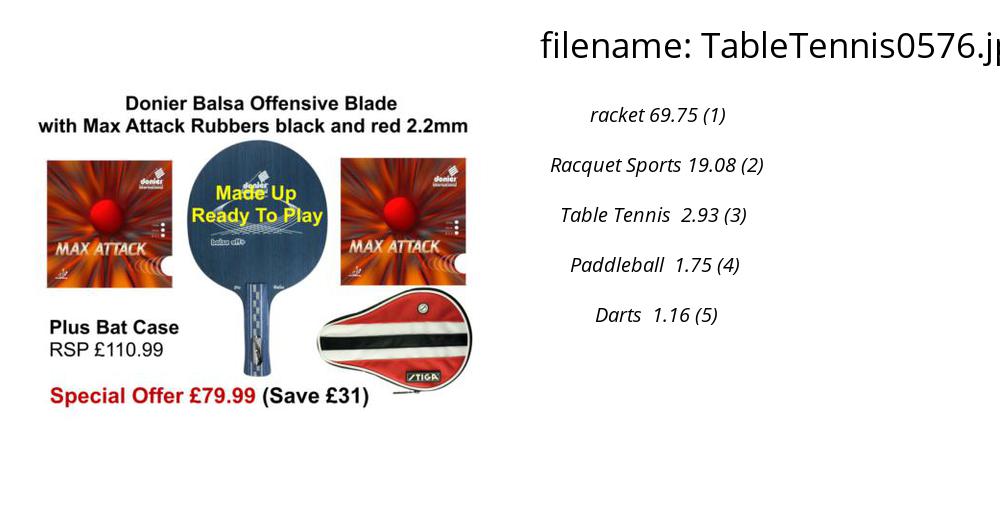 filename: TableTennis0576.jp
Donier Balsa Offensive Blade
with Max Attack Rubbers black and red 2.2mm
donier
international
MAX ATTACK
donier
Made Up
Ready To Play
balsa off+
donier
international
MAX ATTACK
Plus Bat Case
RSP £110.99
STIGA
Special Offer £79.99 (Save £31)
racket 69.75 (1)
Racquet Sports 19.08 (2)
Table Tennis 2.93 (3)
Paddleball 1.75 (4)
Darts 1.16 (5)